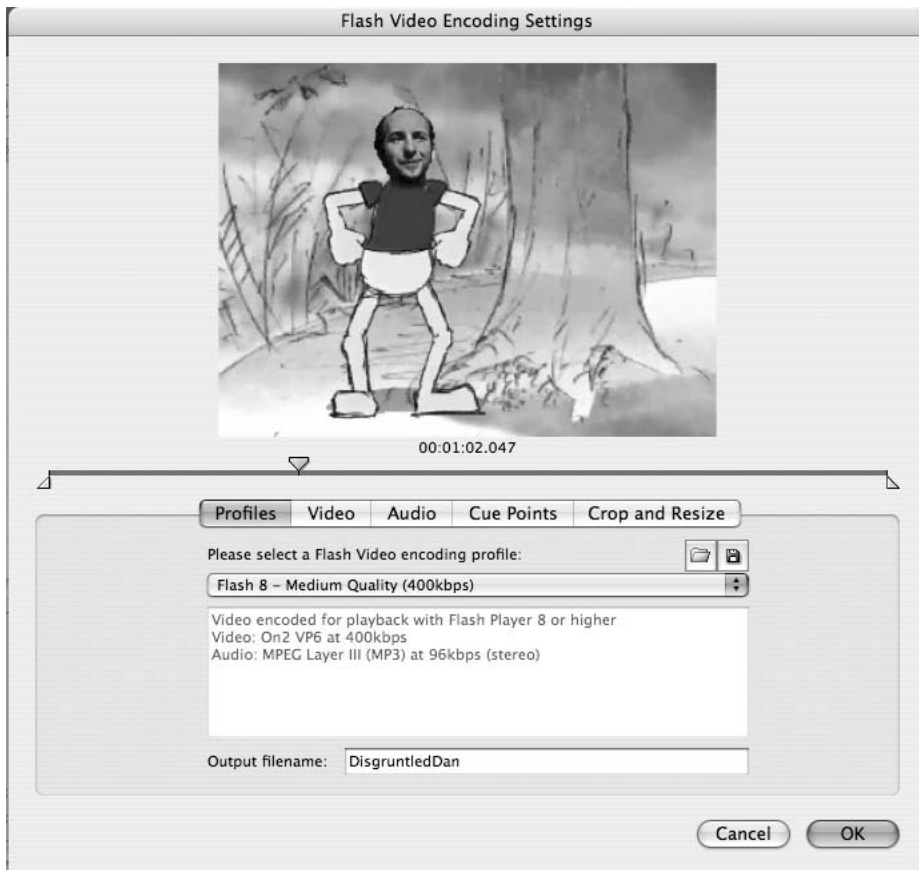 Flash Video Encoding Settings
00:01:02.047
Profiles Video Audio Cue Points Crop and Resize
Please select a Flash Video encoding profile:
Flash 8 – Medium Quality (400kbps)
Video encoded for playback with Flash Player 8 or higher
Video: On2 VP6 at 400kbps
Audio: MPEG Layer III (MP3) at 96kbps (stereo)
Output filename: DisgruntledDan
Cancel OK